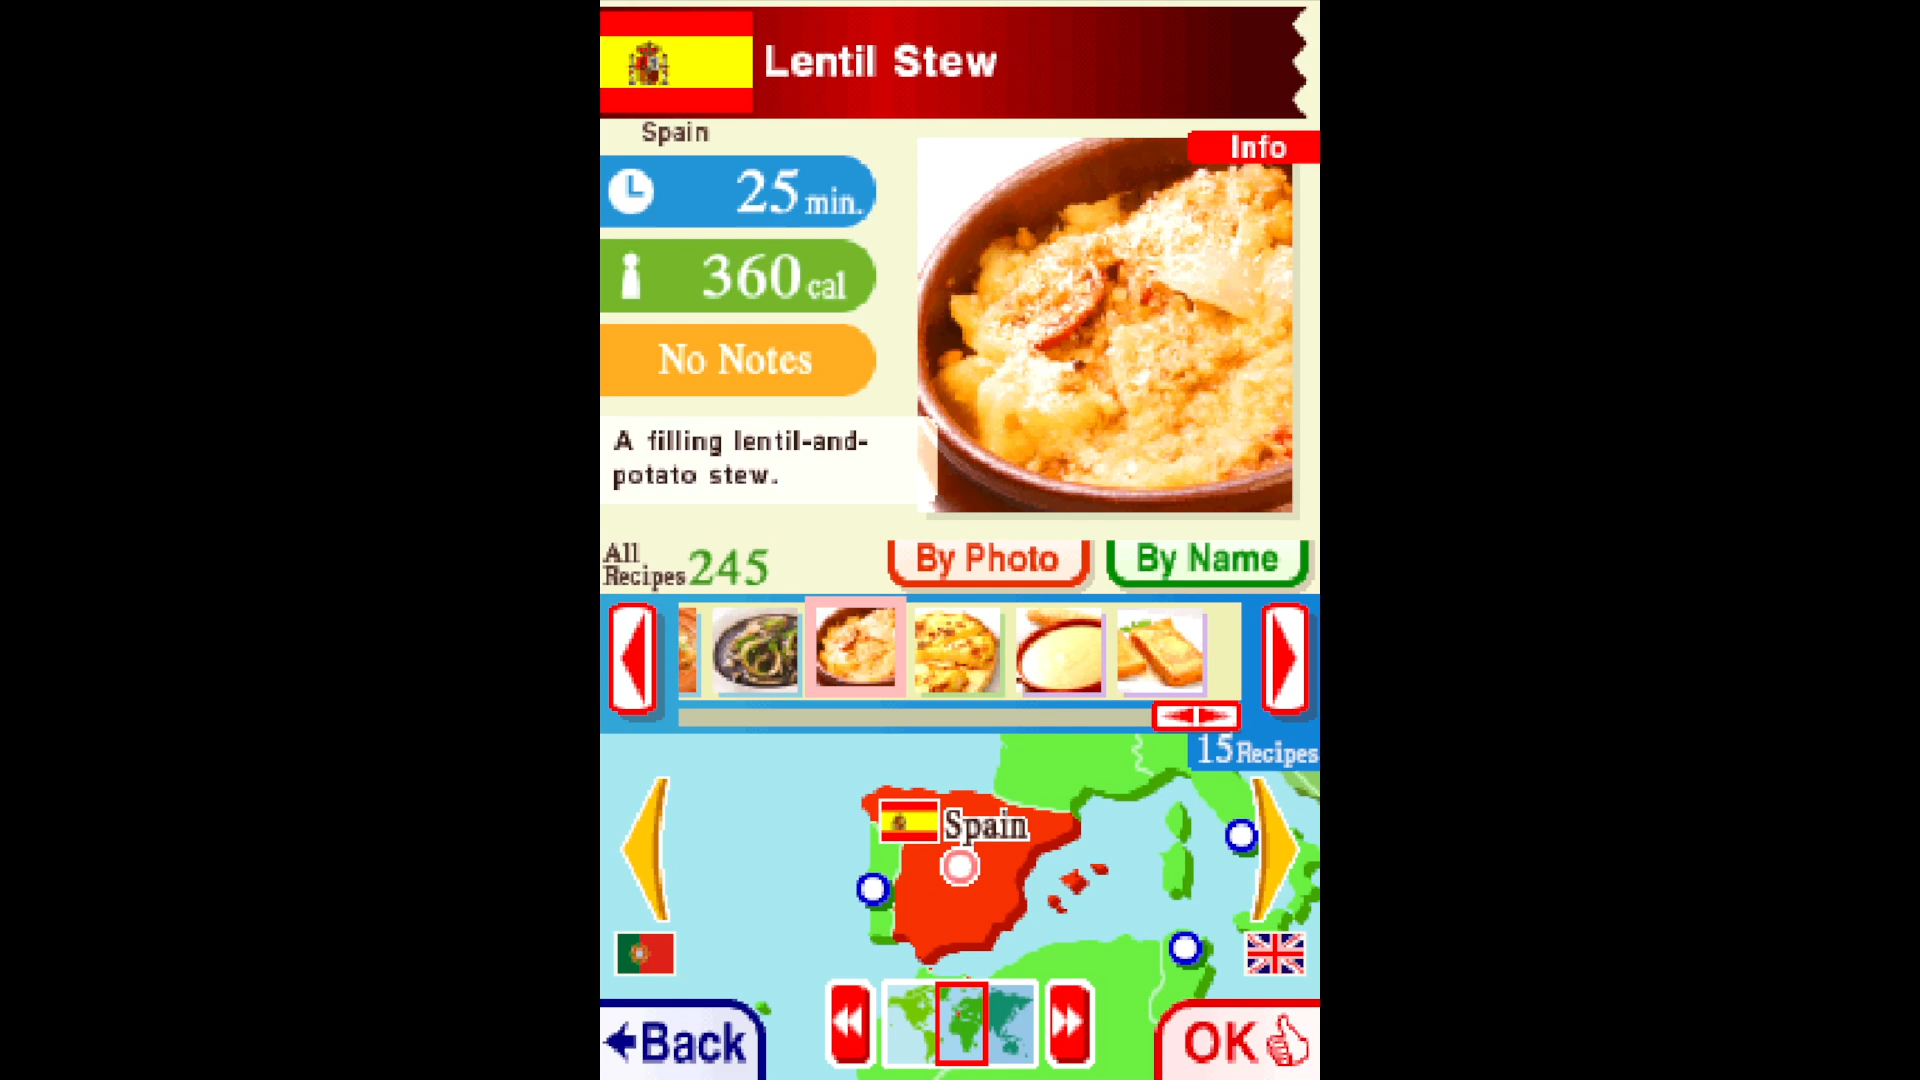 Lentil Stew
Spain
Info
25 min.
360 cal
No Notes
A filling lentil-and-
potato stew.
All
Recipes 245
By Photo
By Name
15 Recipes
Spain
Back
OK